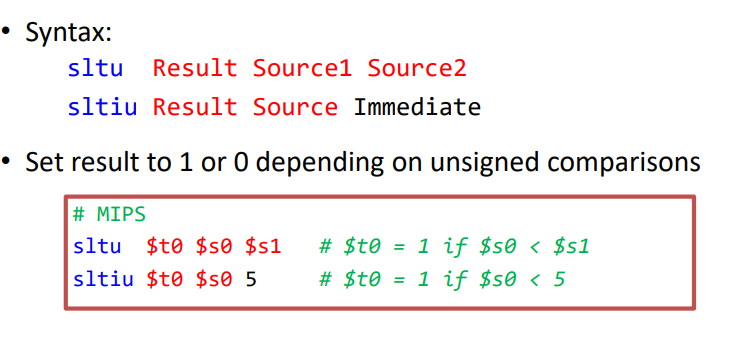 • Syntax:
sltu Result Source1 Source2
sltiu Result Source Immediate
• Set result to 1 or 0 depending on unsigned comparisons
# MIPS
sltu $t0 $s0 $s1 # $t0 = 1 if $s0 < $s1
sltiu $t0 $s0 5 # $t0 = 1 if $s0 < 5